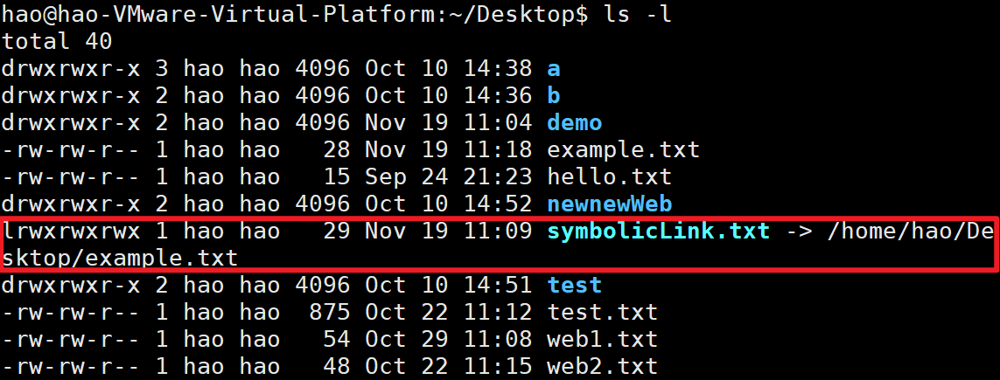 hao@hao-VMware-Virtual-Platform:~/Desktop$ ls -l
total 40
drwxrwxr-x 3 hao hao 4096 Oct 10 14:38 a
drwxrwxr-x 2 hao hao 4096 Oct 10 14:36 b
drwxrwxr-x 2 hao hao 4096 Nov 19 11:04 demo
-rw-rw-r-- 1 hao hao   28 Nov 19 11:18 example.txt
-rw-rw-r-- 1 hao hao   15 Sep 24 21:23 hello.txt
drwxrwxr-x 2 hao hao 4096 Oct 10 14:52 newnewWeb
lrwxrwxrwx 1 hao hao   29 Nov 19 11:09 symbolicLink.txt -> /home/hao/De
sktop/example.txt
drwxrwxr-x 2 hao hao 4096 Oct 10 14:51 test
-rw-rw-r-- 1 hao hao  875 Oct 22 11:12 test.txt
-rw-rw-r-- 1 hao hao   54 Oct 29 11:08 web1.txt
-rw-rw-r-- 1 hao hao   48 Oct 22 11:15 web2.txt